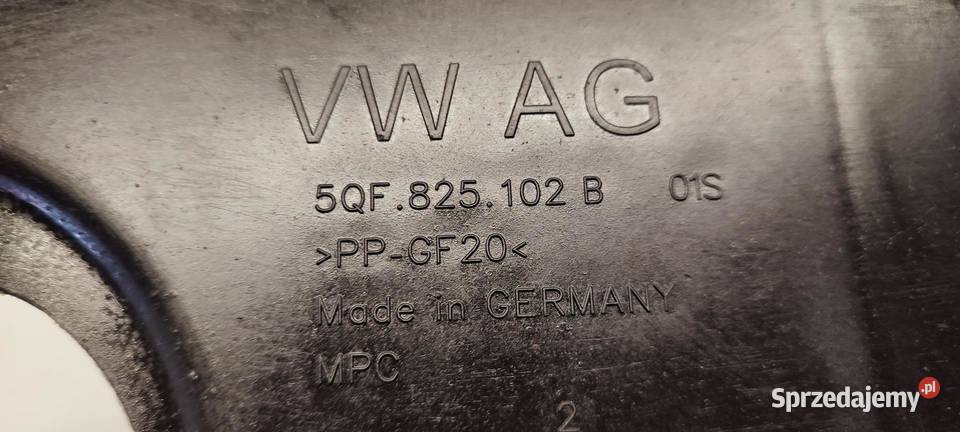 VW AG
5QF.825.102 B 01S
>PP-GF20<
Made in GERMANY
MPC
2
Sprzedajemy.pl